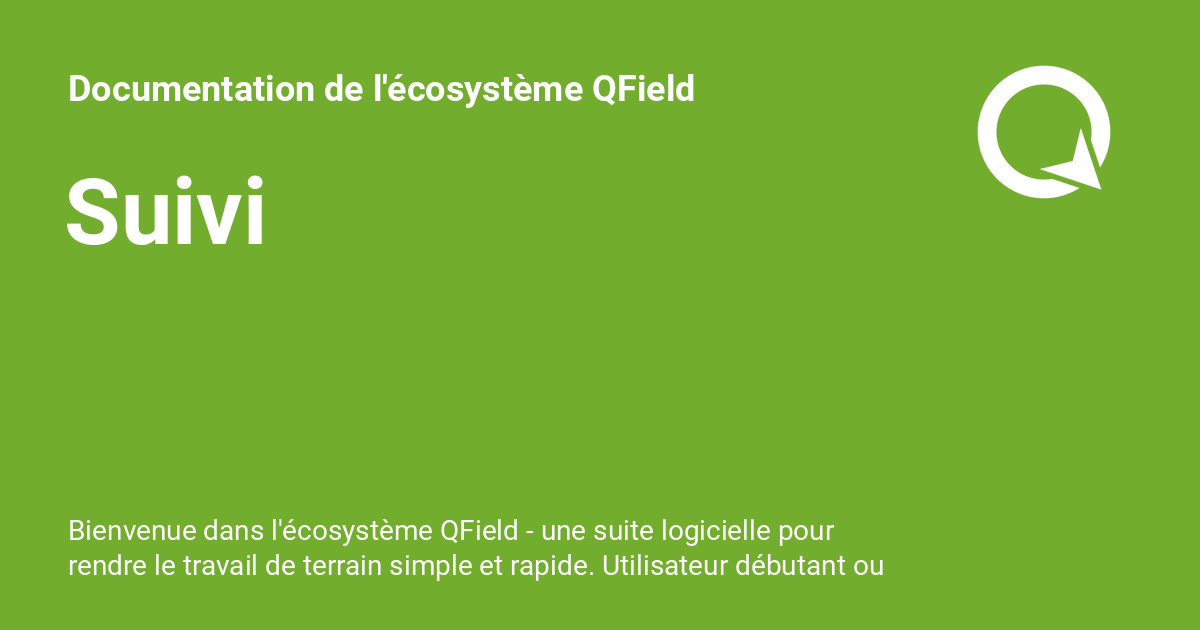 Documentation de l'écosystème QField
Suivi
Bienvenue dans l'écosystème QField - une suite logicielle pour
rendre le travail de terrain simple et rapide. Utilisateur débutant ou